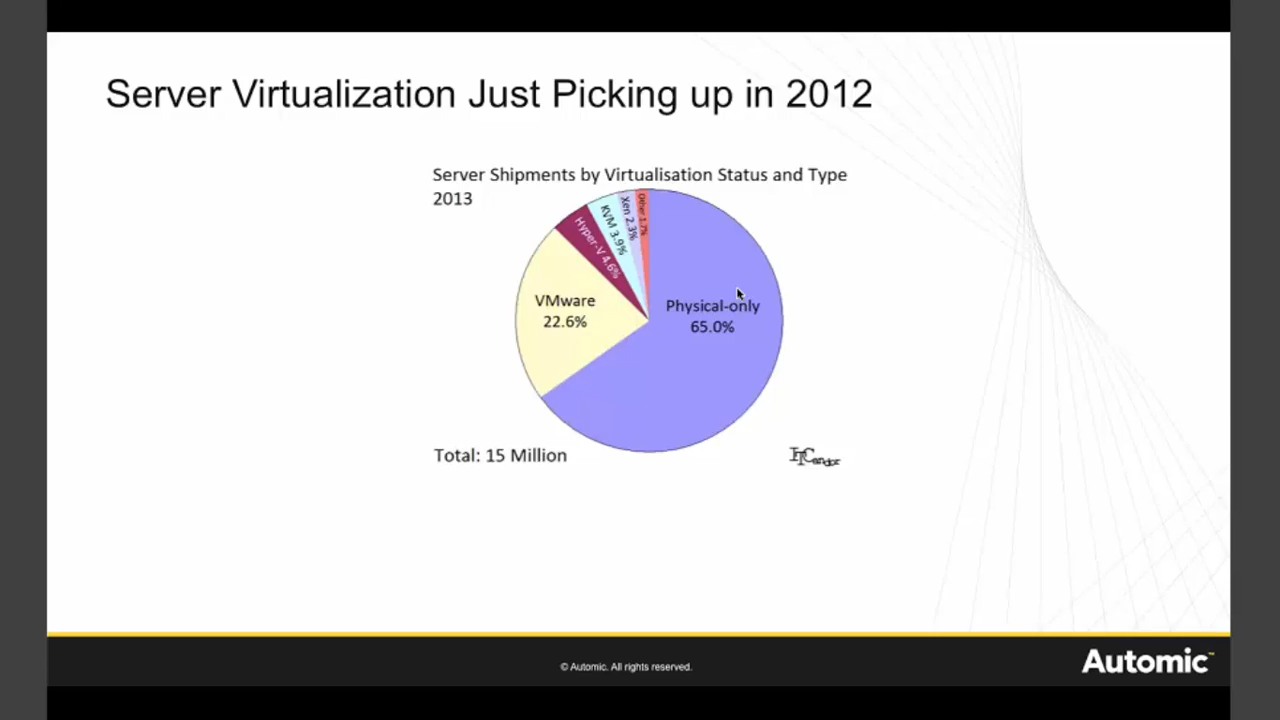 Server Virtualization Just Picking up in 2012
Server Shipments by Virtualisation Status and Type
2013
Other 1.7%
Xen 2.3%
KVM 3.9%
Hyper-V 4.6%
VMware
22.6%
Physical-only
65.0%
Total: 15 Million
ITCandor
© Automic. All rights reserved.
Automic™